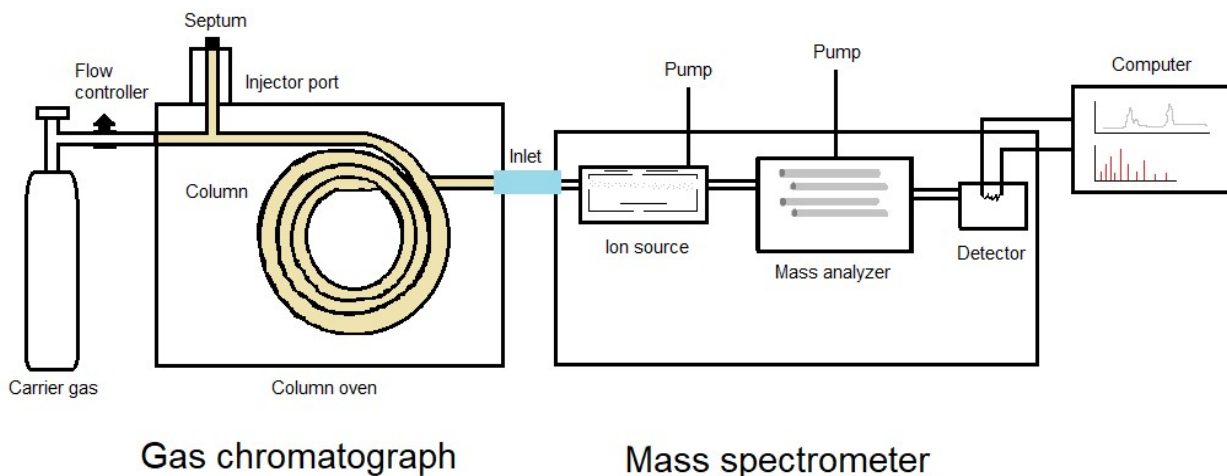 Septum
Flow
controller
Injector port
Column
Carrier gas
Column oven
Inlet
Pump
Pump
Ion source
Mass analyzer
Detector
Computer
Gas chromatograph
Mass spectrometer